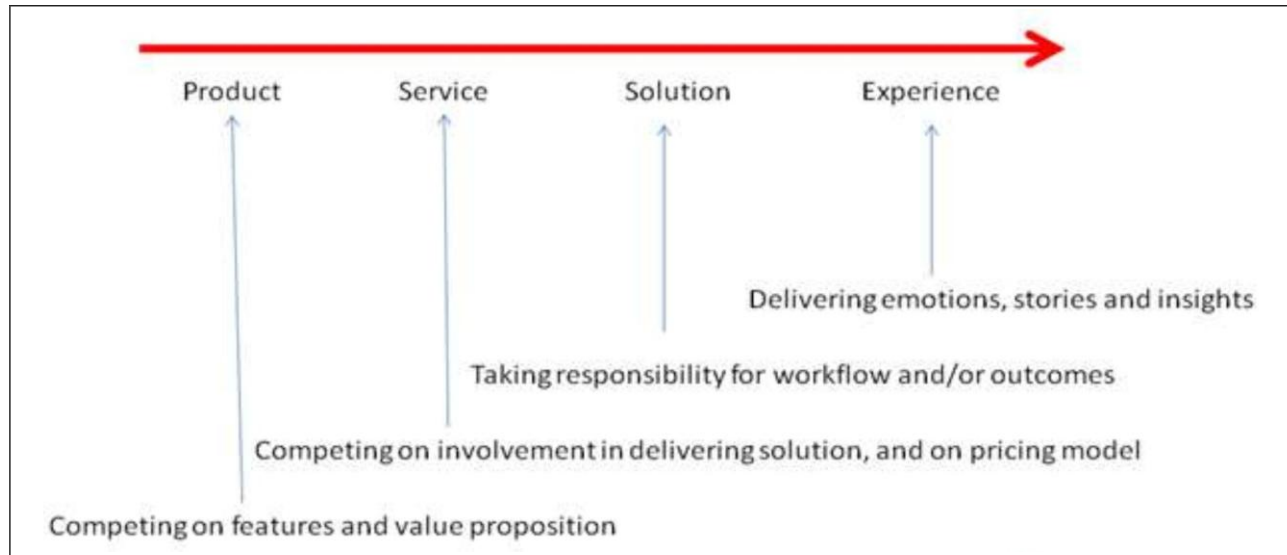 Product Service Solution Experience
Delivering emotions, stories and insights
Taking responsibility for workflow and/or outcomes
Competing on involvement in delivering solution, and on pricing model
Competing on features and value proposition